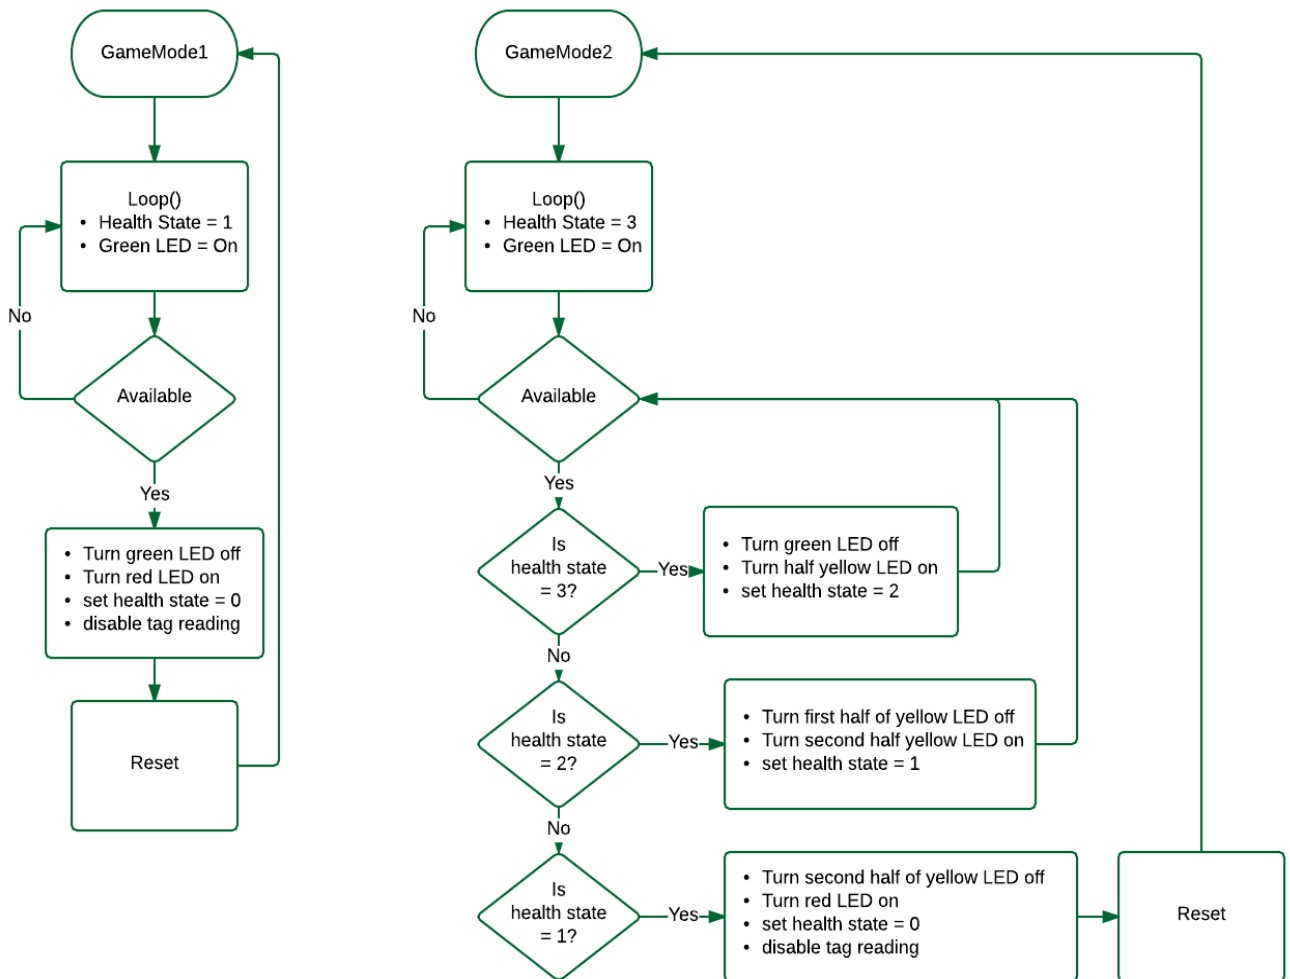 GameMode1
Loop()
• Health State = 1
• Green LED = On
No
Available
Yes
• Turn green LED off
• Turn red LED on
• set health state = 0
• disable tag reading
Reset
GameMode2
Loop()
• Health State = 3
• Green LED = On
No
Available
Yes
Is
health state
= 3?
Yes
• Turn green LED off
• Turn half yellow LED on
• set health state = 2
No
Is
health state
= 2?
Yes
• Turn first half of yellow LED off
• Turn second half yellow LED on
• set health state = 1
No
Is
health state
= 1?
Yes
• Turn second half of yellow LED off
• Turn red LED on
• set health state = 0
• disable tag reading
Reset